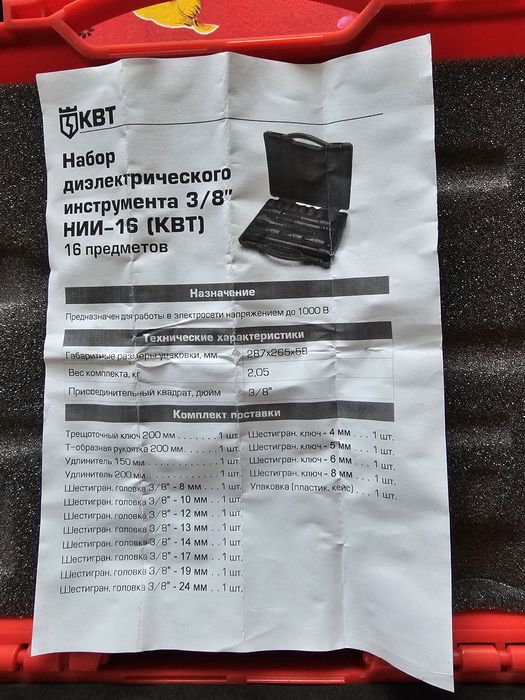 КВТ
Набор
диэлектрического
инструмента 3/8"
НИИ-16 (КВТ)
16 предметов
Назначение
Предназначен для работы в электросети напряжением до 1000 В
Технические характеристики
Габаритные размеры упаковки, мм 287x265x58
Вес комплекта, кг 2,05
Присоединительный квадрат, дюйм 3/8"
Комплект поставки
Трещоточный ключ 200 мм . . . . . . . 1 шт.
Т-образная рукоятка 200 мм . . . . . 1 шт.
Удлинитель 150 мм . . . . . . . . . . . . 1 шт.
Удлинитель 200 мм . . . . . . . . . . . . 1 шт.
Шестигран. головка 3/8" - 8 мм . . . . 1 шт.
Шестигран. головка 3/8" - 10 мм . . . 1 шт.
Шестигран. головка 3/8" - 12 мм . . . 1 шт.
Шестигран. головка 3/8" - 13 мм . . . 1 шт.
Шестигран. головка 3/8" - 14 мм . . . 1 шт.
Шестигран. головка 3/8" - 17 мм . . . 1 шт.
Шестигран. головка 3/8" - 19 мм . . . 1 шт.
Шестигран. головка 3/8" - 24 мм . . . 1 шт.
Шестигран. ключ - 4 мм . . . . 1 шт.
Шестигран. ключ - 5 мм . . . . 1 шт.
Шестигран. ключ - 6 мм . . . . 1 шт.
Шестигран. ключ - 8 мм . . . . 1 шт.
Упаковка (пластик. кейс) . . . . 1 шт.